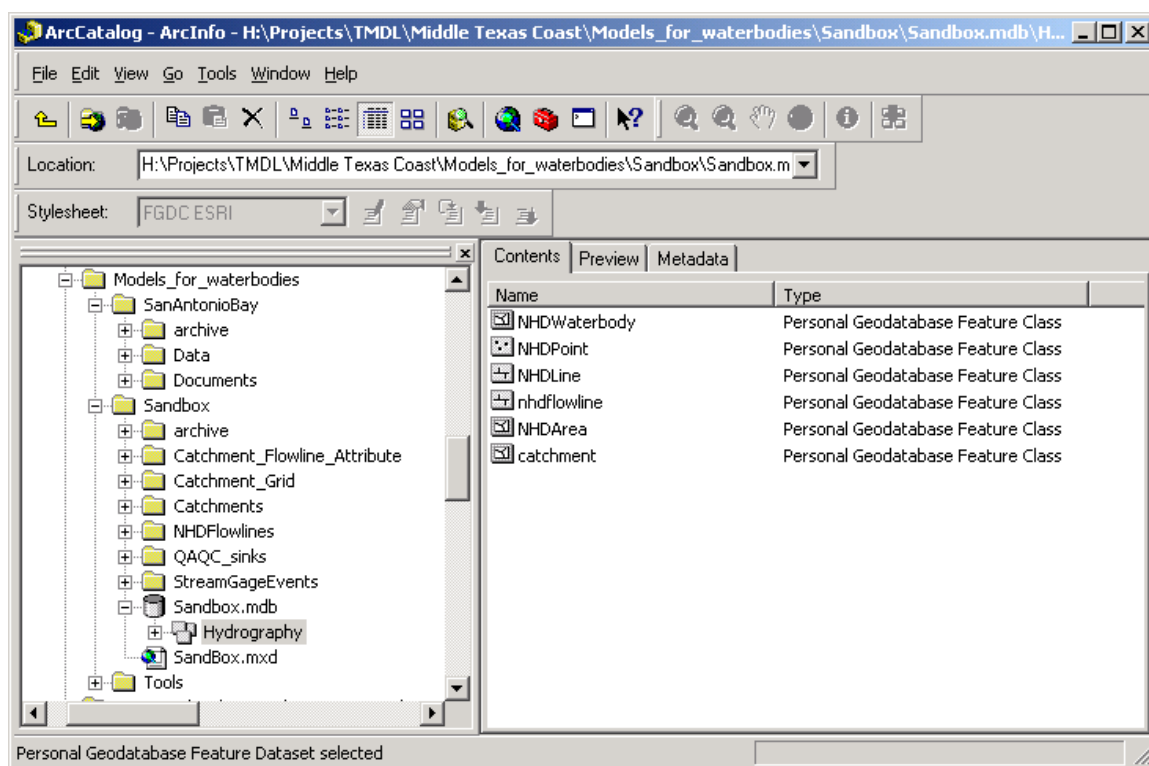 ArcCatalog - ArcInfo - H:\Projects\TMDL\Middle Texas Coast\Models_for_waterbodies\Sandbox\Sandbox.mdb\H...
File Edit View Go Tools Window Help
Location: H:\Projects\TMDL\Middle Texas Coast\Models_for_waterbodies\Sandbox\Sandbox.m
Stylesheet: FGDC ESRI
Models_for_waterbodies
SanAntonioBay
archive
Data
Documents
Sandbox
archive
Catchment_Flowline_Attribute
Catchment_Grid
Catchments
NHDFlowlines
QAQC_sinks
StreamGageEvents
Sandbox.mdb
Hydrography
SandBox.mxd
Tools
Contents Preview Metadata
Name Type
NHDWaterbody Personal Geodatabase Feature Class
NHDPoint Personal Geodatabase Feature Class
NHDLine Personal Geodatabase Feature Class
nhdflowline Personal Geodatabase Feature Class
NHDArea Personal Geodatabase Feature Class
catchment Personal Geodatabase Feature Class
Personal Geodatabase Feature Dataset selected